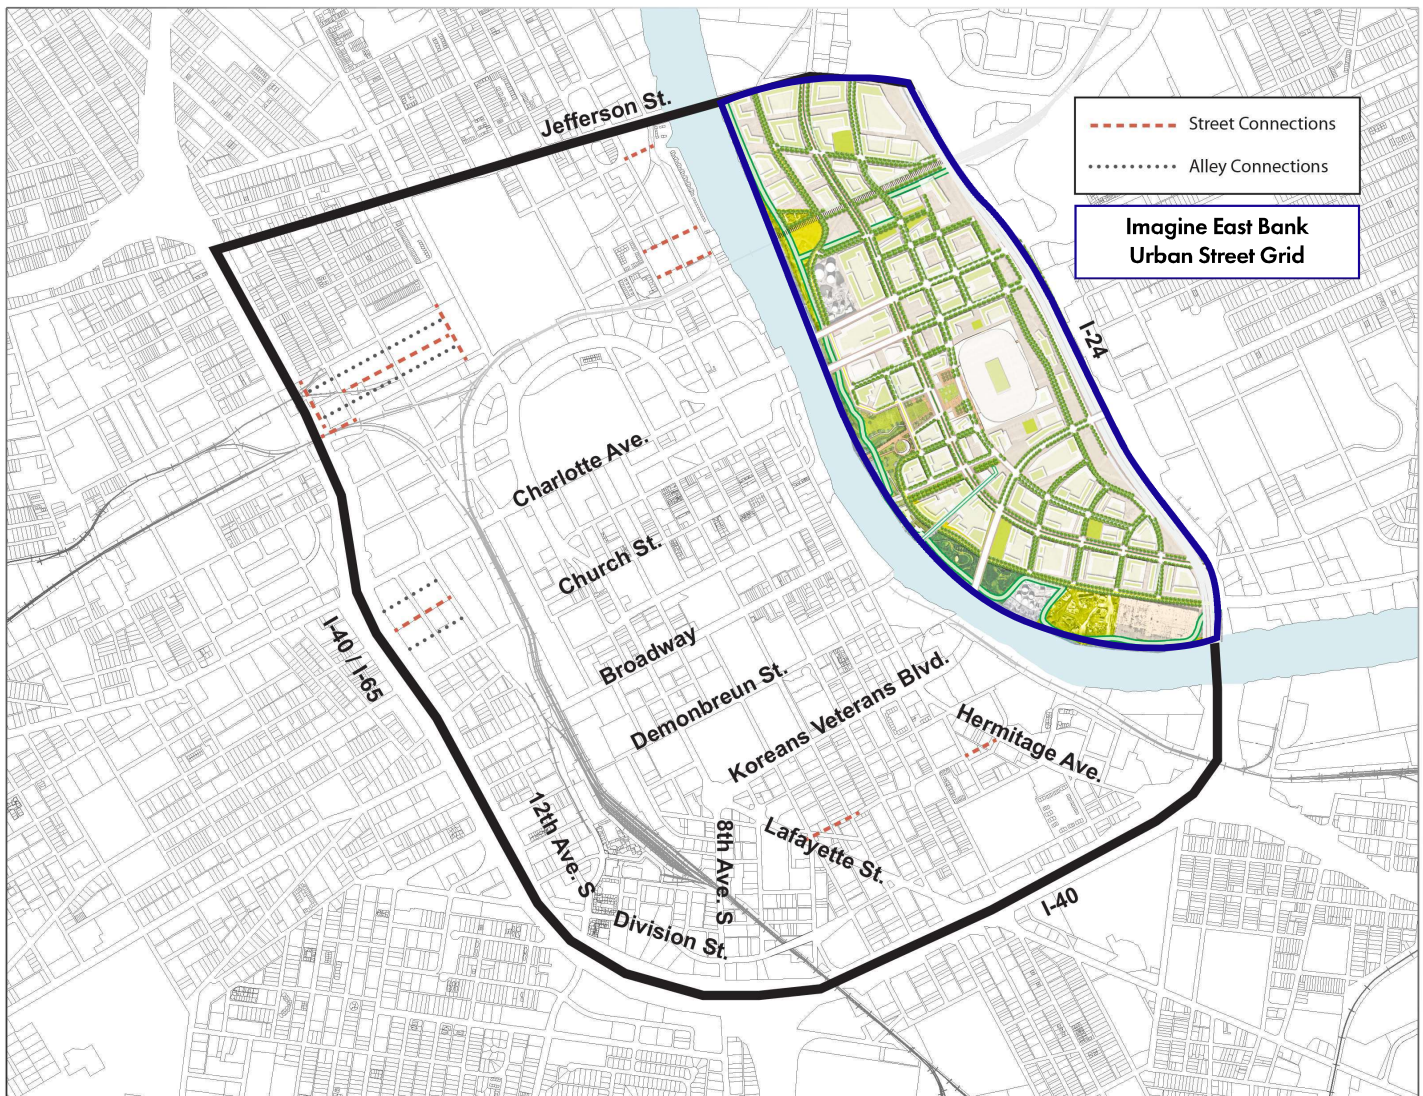 Jefferson St.
Street Connections
Alley Connections
Imagine East Bank
Urban Street Grid
I-24
Charlotte Ave.
Church St.
I-40 / I-65
Broadway
Demonbreun St.
Koreans Veterans Blvd.
Hermitage Ave.
12th Ave. S
8th Ave. S
Lafayette St.
Division St.
I-40